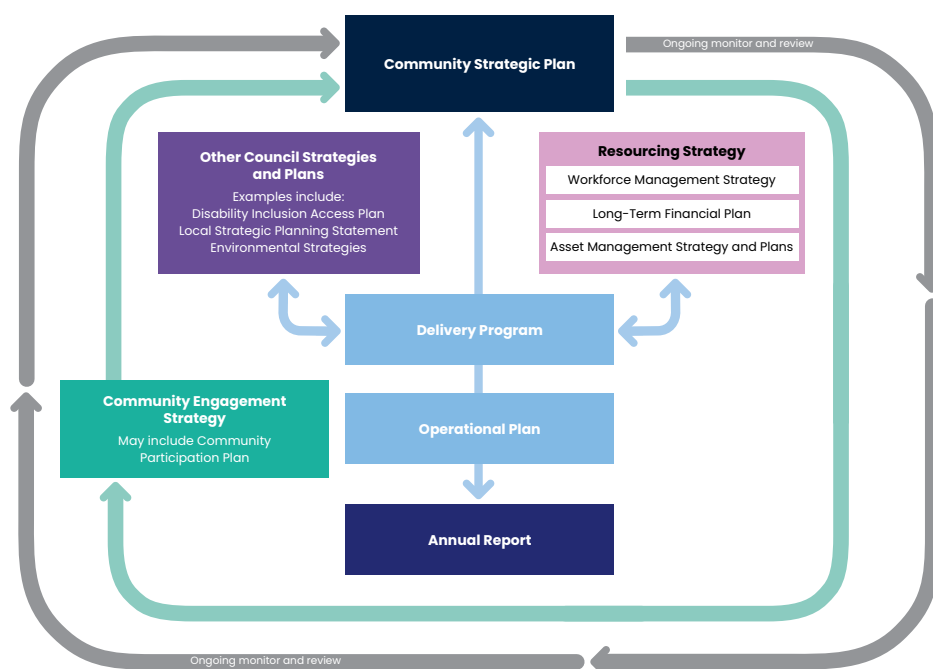 Community Strategic Plan
Ongoing monitor and review
Other Council Strategies
and Plans
Examples include:
Disability Inclusion Access Plan
Local Strategic Planning Statement
Environmental Strategies
Resourcing Strategy
Workforce Management Strategy
Long-Term Financial Plan
Asset Management Strategy and Plans
Delivery Program
Community Engagement
Strategy
May include Community
Participation Plan
Operational Plan
Annual Report
Ongoing monitor and review